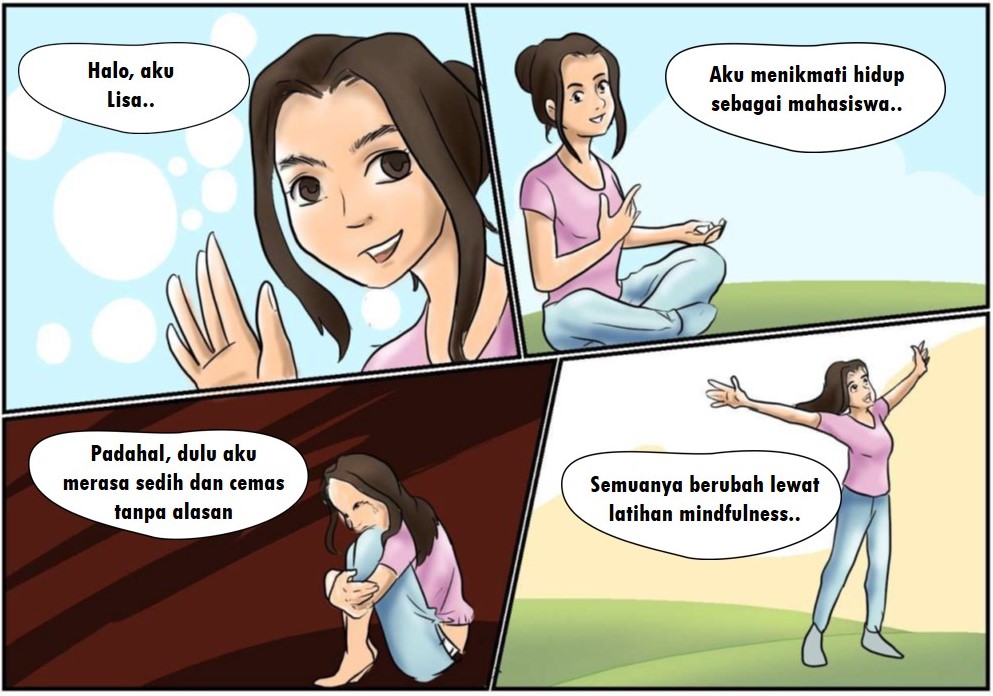 Halo, aku
Lisa..
Aku menikmati hidup
sebagai mahasiswa..
Padahal, dulu aku
merasa sedih dan cemas
tanpa alasan
Semuanya berubah lewat
latihan mindfulness..